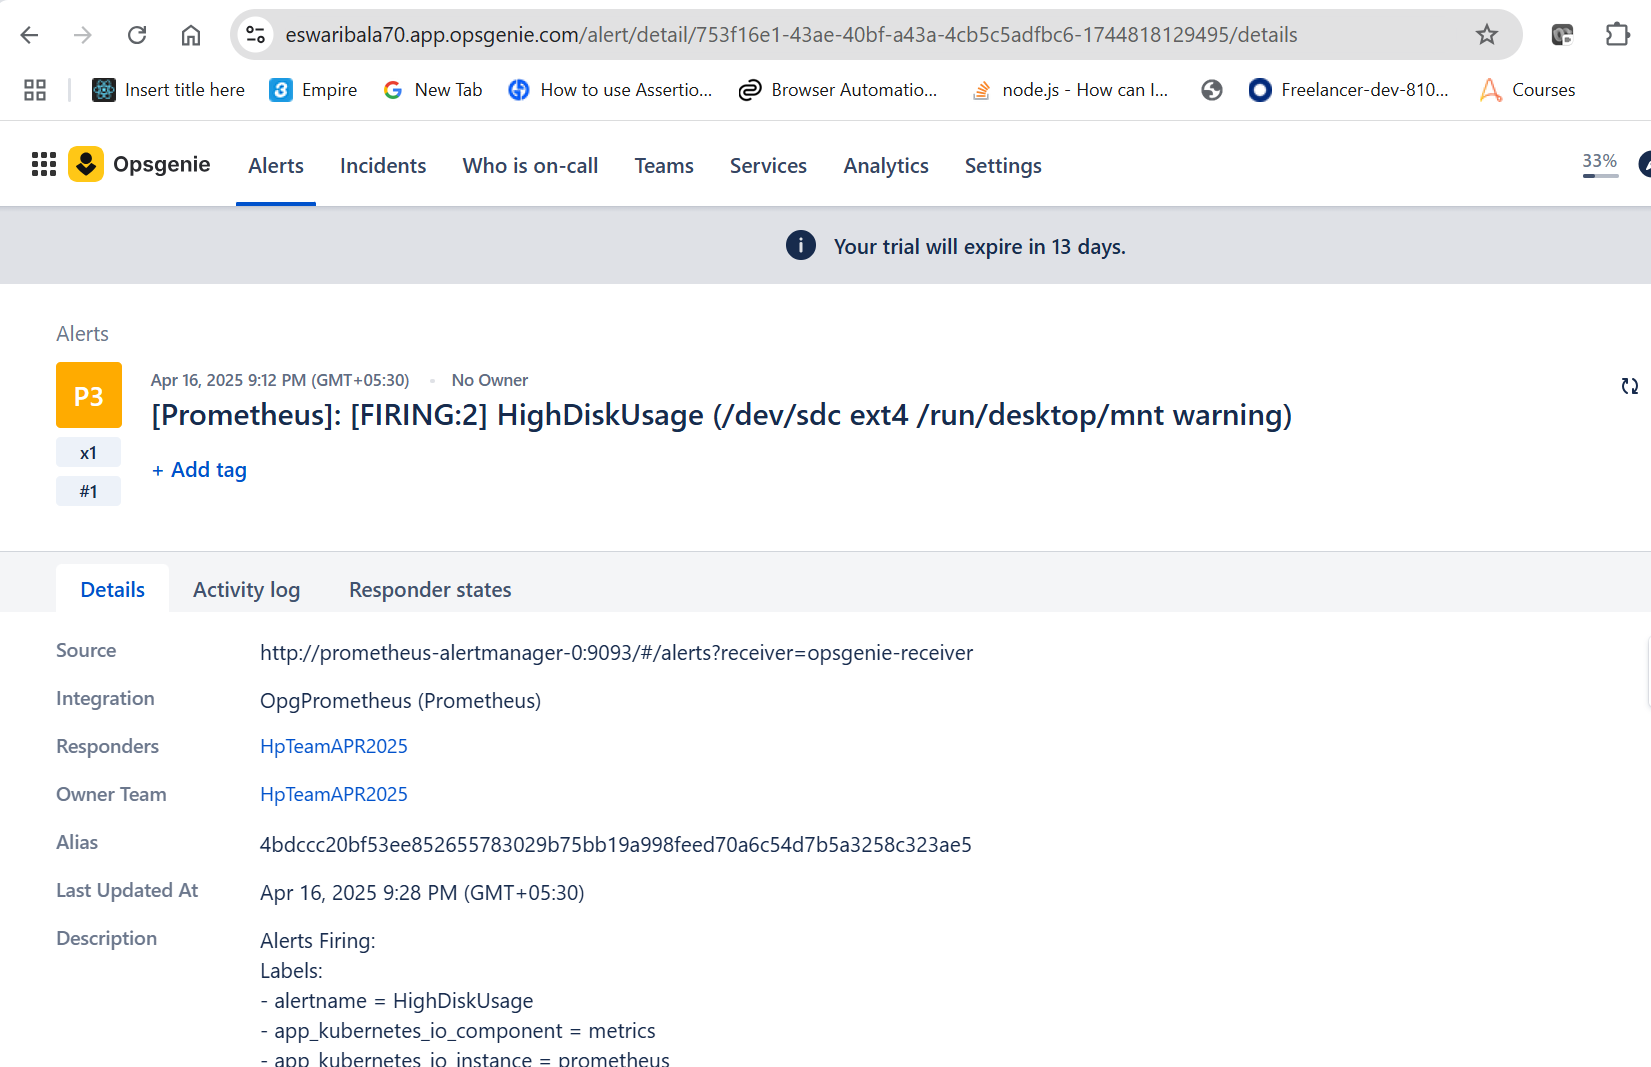 eswaribala70.app.opsgenie.com/alert/detail/753f16e1-43ae-40bf-a43a-4cb5c5adfbc6-1744818129495/details
Insert title here Empire New Tab How to use Assertio... Browser Automatio... node.js - How can I... Freelancer-dev-810... Courses
Opsgenie Alerts Incidents Who is on-call Teams Services Analytics Settings 33%
Your trial will expire in 13 days.
Alerts
P3 Apr 16, 2025 9:12 PM (GMT+05:30) No Owner
[Prometheus]: [FIRING:2] HighDiskUsage (/dev/sdc ext4 /run/desktop/mnt warning)
x1
+ Add tag
#1
Details Activity log Responder states
Source http://prometheus-alertmanager-0:9093/#/alerts?receiver=opsgenie-receiver
Integration OpgPrometheus (Prometheus)
Responders HpTeamAPR2025
Owner Team HpTeamAPR2025
Alias 4bdccc20bf53ee852655783029b75bb19a998feed70a6c54d7b5a3258c323ae5
Last Updated At Apr 16, 2025 9:28 PM (GMT+05:30)
Description Alerts Firing:
Labels:
- alertname = HighDiskUsage
- app_kubernetes_io_component = metrics
- app_kubernetes_io_instance = prometheus